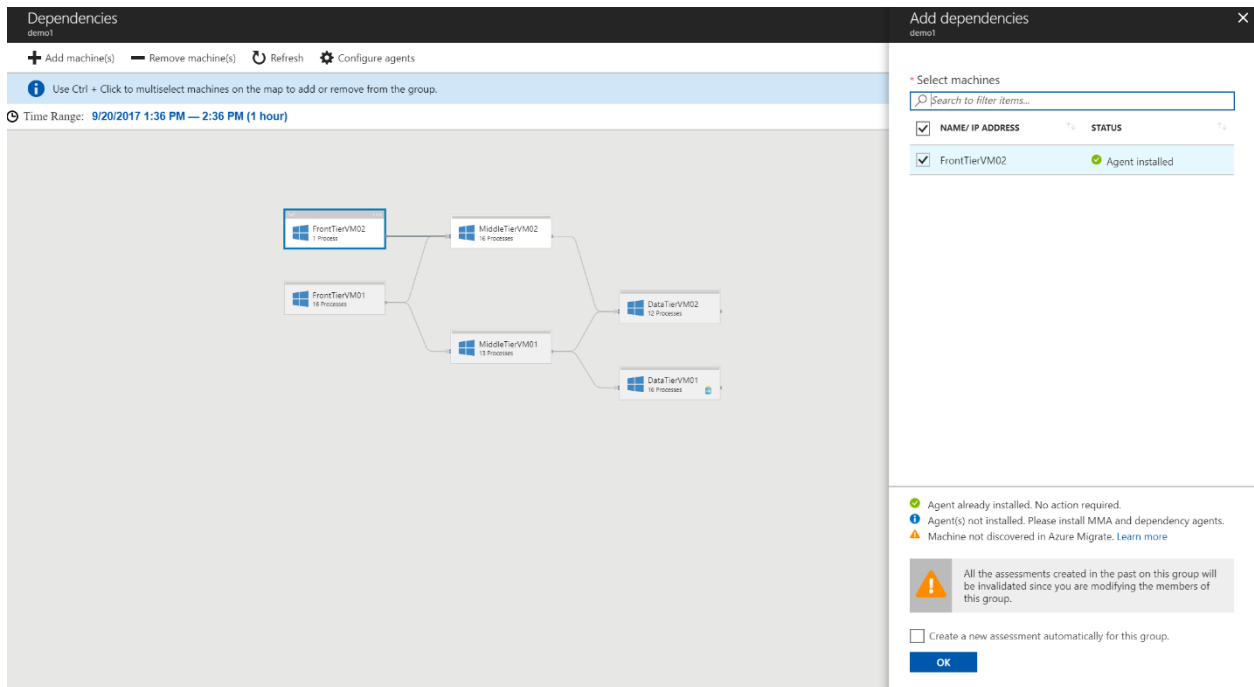 Dependencies
demo1
Add machine(s) Remove machine(s) Refresh Configure agents
Use Ctrl + Click to multiselect machines on the map to add or remove from the group.
Time Range: 9/20/2017 1:36 PM — 2:36 PM (1 hour)
FrontTierVM02
1 Process
MiddleTierVM02
16 Processes
FrontTierVM01
16 Processes
DataTierVM02
12 Processes
MiddleTierVM01
13 Processes
DataTierVM01
16 Processes
Add dependencies
demo1
* Select machines
Search to filter items...
NAME/ IP ADDRESS STATUS
FrontTierVM02 Agent installed
Agent already installed. No action required.
Agent(s) not installed. Please install MMA and dependency agents.
Machine not discovered in Azure Migrate. Learn more
All the assessments created in the past on this group will
be invalidated since you are modifying the members of
this group.
Create a new assessment automatically for this group.
OK